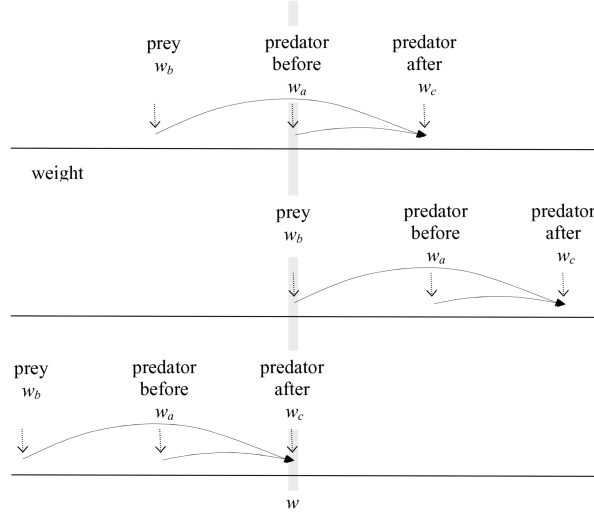 prey predator predator
before after
w_b w_a w_c
weight
prey predator predator
before after
w_b w_a w_c
prey predator predator
before after
w_b w_a w_c
w